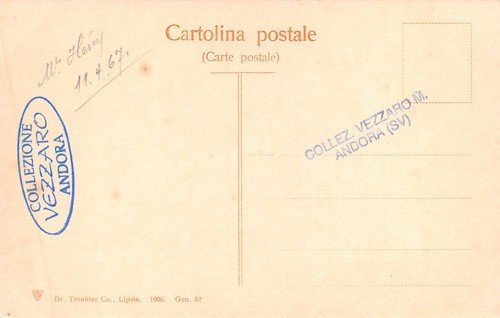 Cartolina postale
(Carte postale)
11.4.67.
COLLEZIONE
VEZZARO
ANDORA
COLLEZ. VEZZARO M.
ANDORA (SV)
Dr. Trenkler Co., Lipsia. 1906. Gen. 82